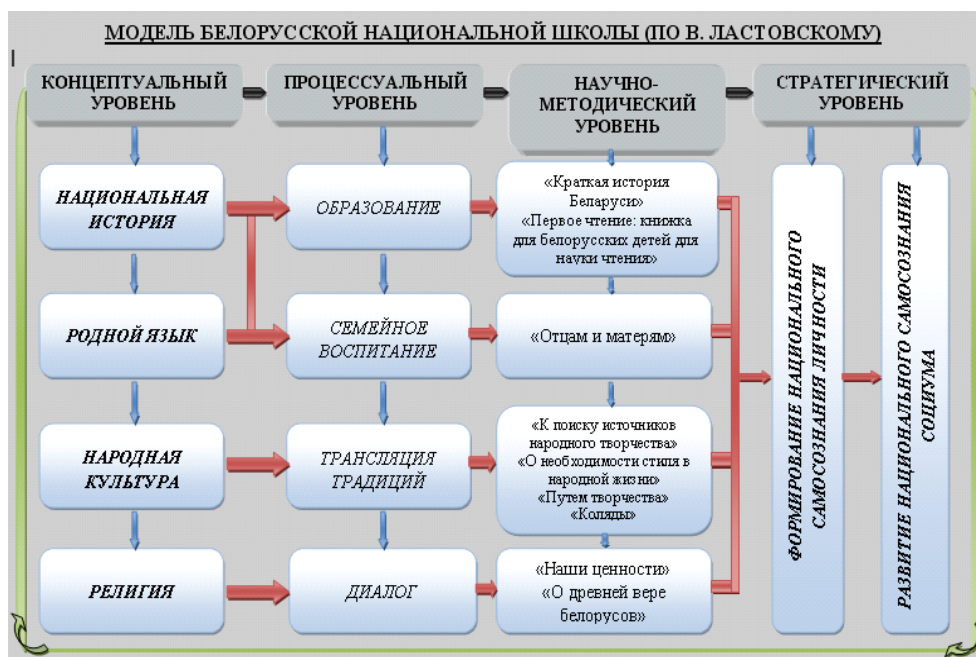 МОДЕЛЬ БЕЛОРУССКОЙ НАЦИОНАЛЬНОЙ ШКОЛЫ (ПО В. ЛАСТОВСКОМУ)
КОНЦЕПТУАЛЬНЫЙ
УРОВЕНЬ
ПРОЦЕССУАЛЬНЫЙ
УРОВЕНЬ
НАУЧНО-
МЕТОДИЧЕСКИЙ
УРОВЕНЬ
СТРАТЕГИЧЕСКИЙ
УРОВЕНЬ
НАЦИОНАЛЬНАЯ
ИСТОРИЯ
ОБРАЗОВАНИЕ
«Краткая история
Беларуси»
«Первое чтение: книжка
для белорусских детей для
науки чтения»
РОДНОЙ ЯЗЫК
СЕМЕЙНОЕ
ВОСПИТАНИЕ
«Отцам и матерям»
НАРОДНАЯ
КУЛЬТУРА
ТРАНСЛЯЦИЯ
ТРАДИЦИЙ
«К поиску источников
народного творчества»
«О необходимости стиля в
народной жизни»
«Путем творчества»
«Коляды»
РЕЛИГИЯ
ДИАЛОГ
«Наши ценности»
«О древней вере
белорусов»
ФОРМИРОВАНИЕ НАЦИОНАЛЬНОГО
САМОСОЗНАНИЯ ЛИЧНОСТИ
РАЗВИТИЕ НАЦИОНАЛЬНОГО САМОСОЗНАНИЯ
СОЦИУМА